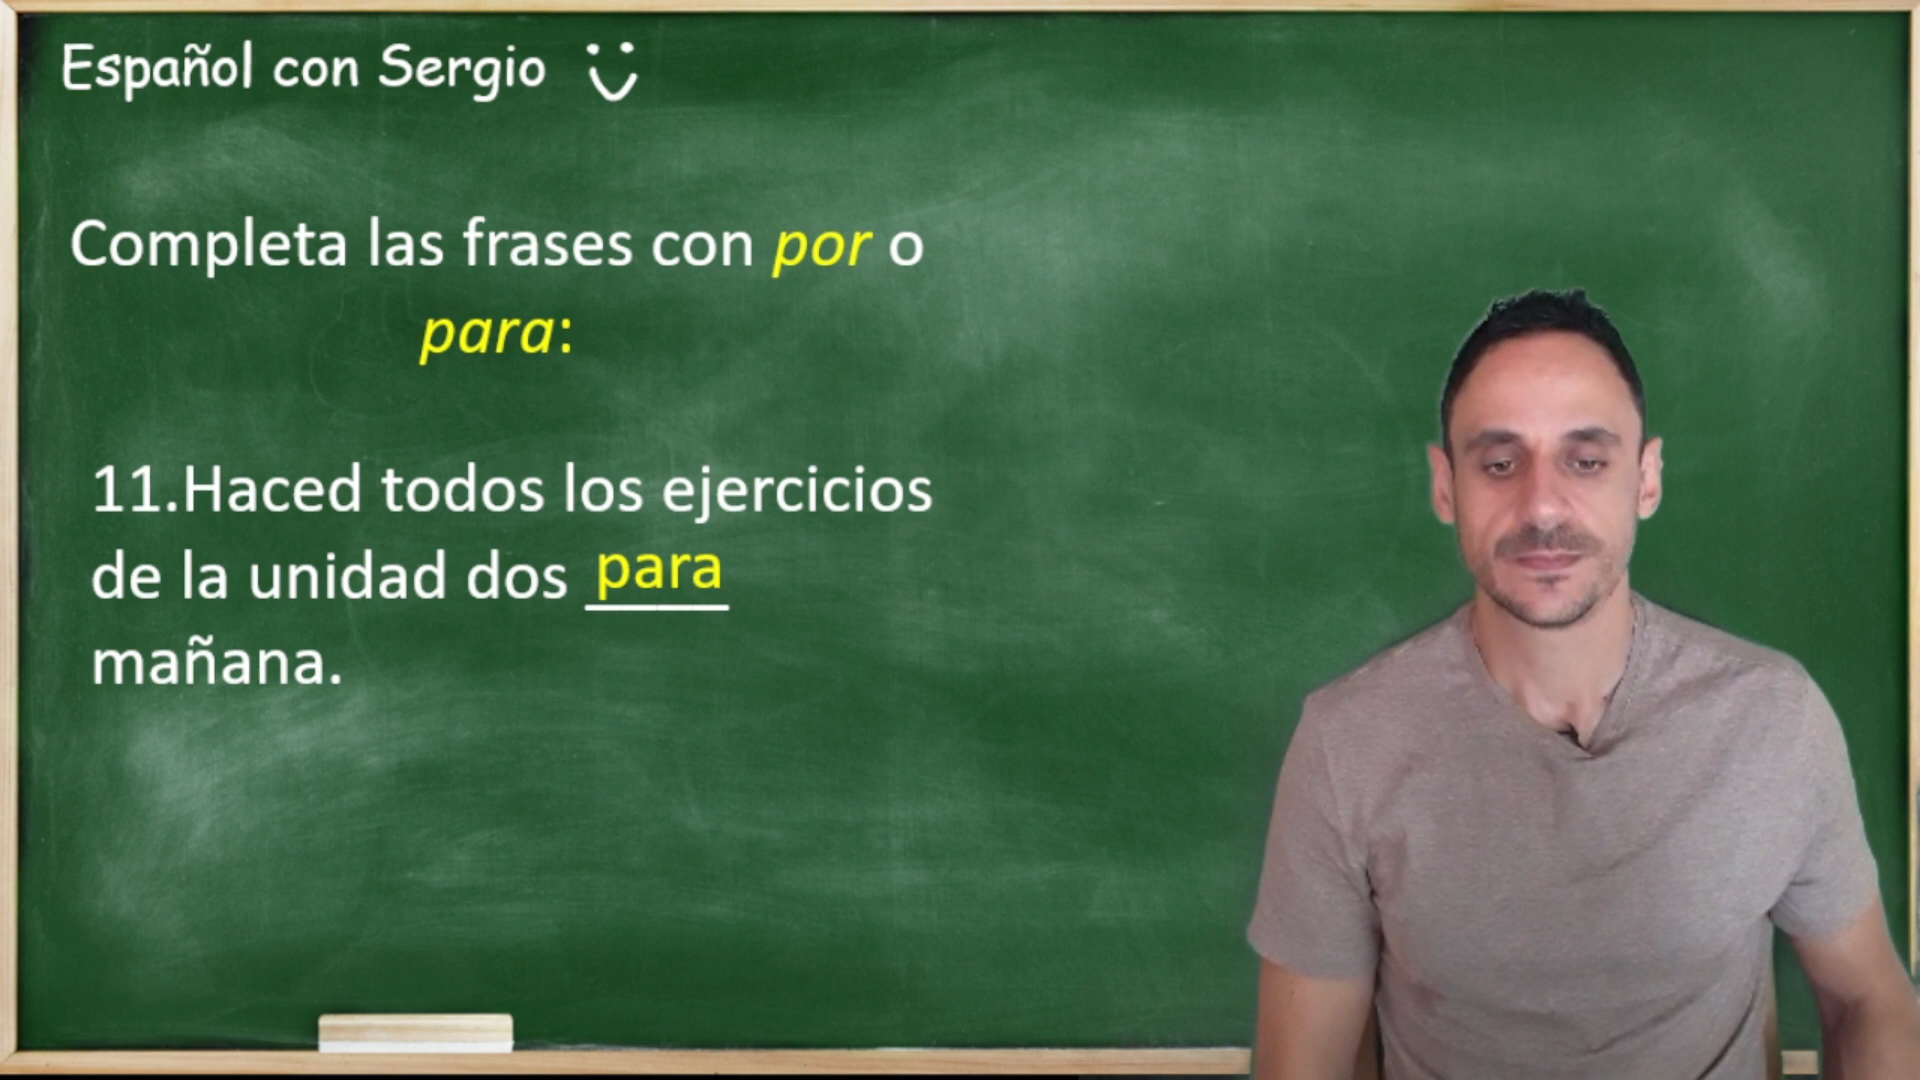 Español con Sergio
Completa las frases con por o
para:
11.Haced todos los ejercicios
de la unidad dos para
mañana.